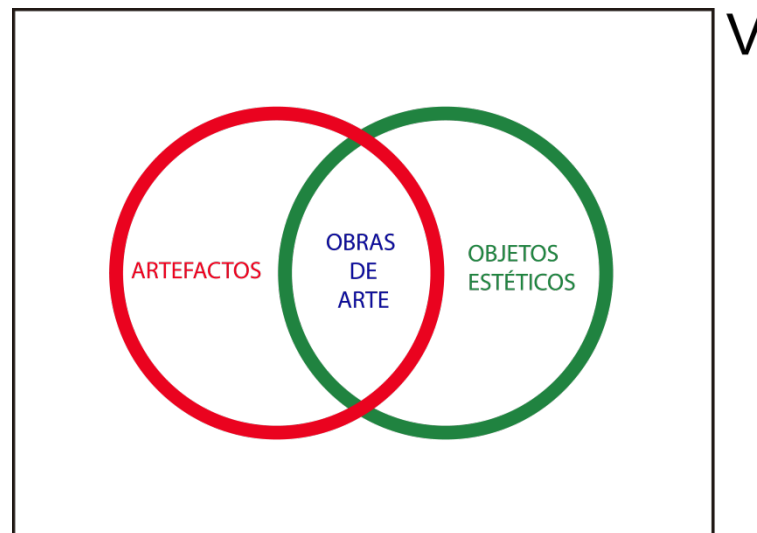 V
ARTEFACTOS
OBRAS
DE
ARTE
OBJETOS
ESTÉTICOS